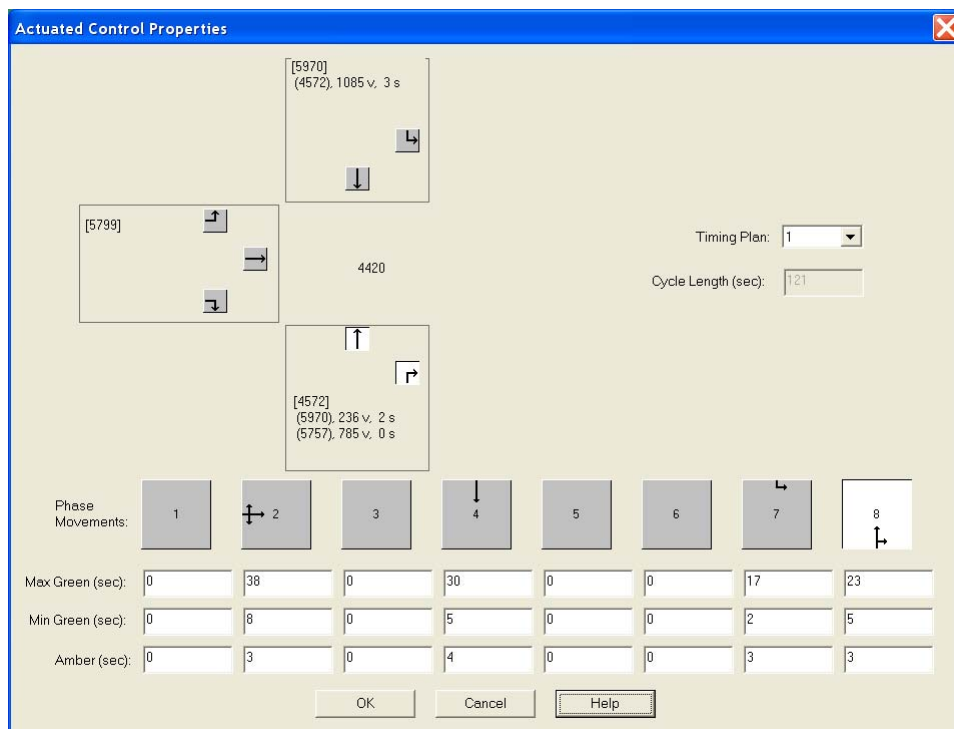 Actuated Control Properties
[5970]
(4572), 1085 v, 3 s
[5799]
4420
Timing Plan: 1
Cycle Length (sec): 121
[4572]
(5970), 236 v, 2 s
(5757), 785 v, 0 s
Phase
Movements:
1 2 3 4 5 6 7 8
Max Green (sec): 0 38 0 30 0 0 17 23
Min Green (sec): 0 8 0 5 0 0 2 5
Amber (sec): 0 3 0 4 0 0 3 3
OK Cancel Help